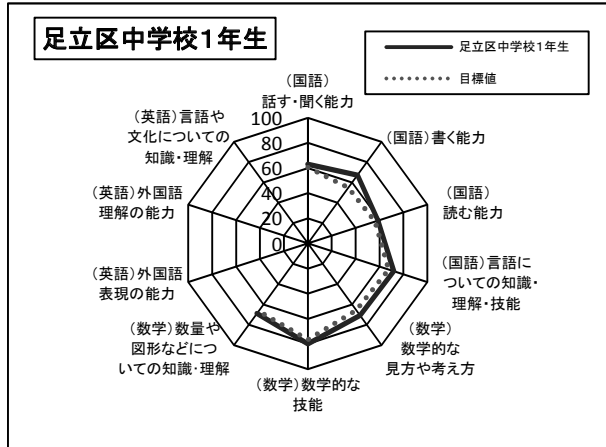 足立区中学校1年生
足立区中学校1年生
目標値
(国語)
話す・聞く能力
(国語)書く能力
(国語)
読む能力
(国語)言語に
ついての知識・
理解・技能
(数学)
数学的な
見方や考え方
(数学)数学的な
技能
(数学)数量や
図形などにつ
いての知識・理解
(英語)外国語
表現の能力
(英語)外国語
理解の能力
(英語)言語や
文化についての
知識・理解
100
80
60
40
20
0